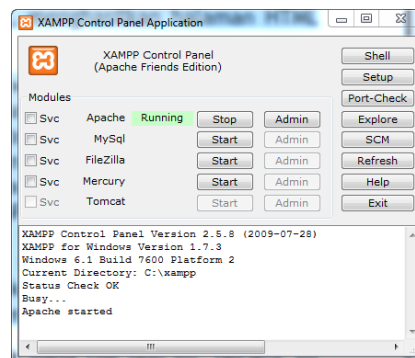 XAMPP Control Panel Application
XAMPP Control Panel
(Apache Friends Edition)
Shell
Setup
Modules
Port-Check
Svc Apache Running Stop Admin Explore
Svc MySql Start Admin SCM
Svc FileZilla Start Admin Refresh
Svc Mercury Start Admin Help
Svc Tomcat Start Admin Exit
XAMPP Control Panel Version 2.5.8 (2009-07-28)
XAMPP for Windows Version 1.7.3
Windows 6.1 Build 7600 Platform 2
Current Directory: C:\xampp
Status Check OK
Busy...
Apache started